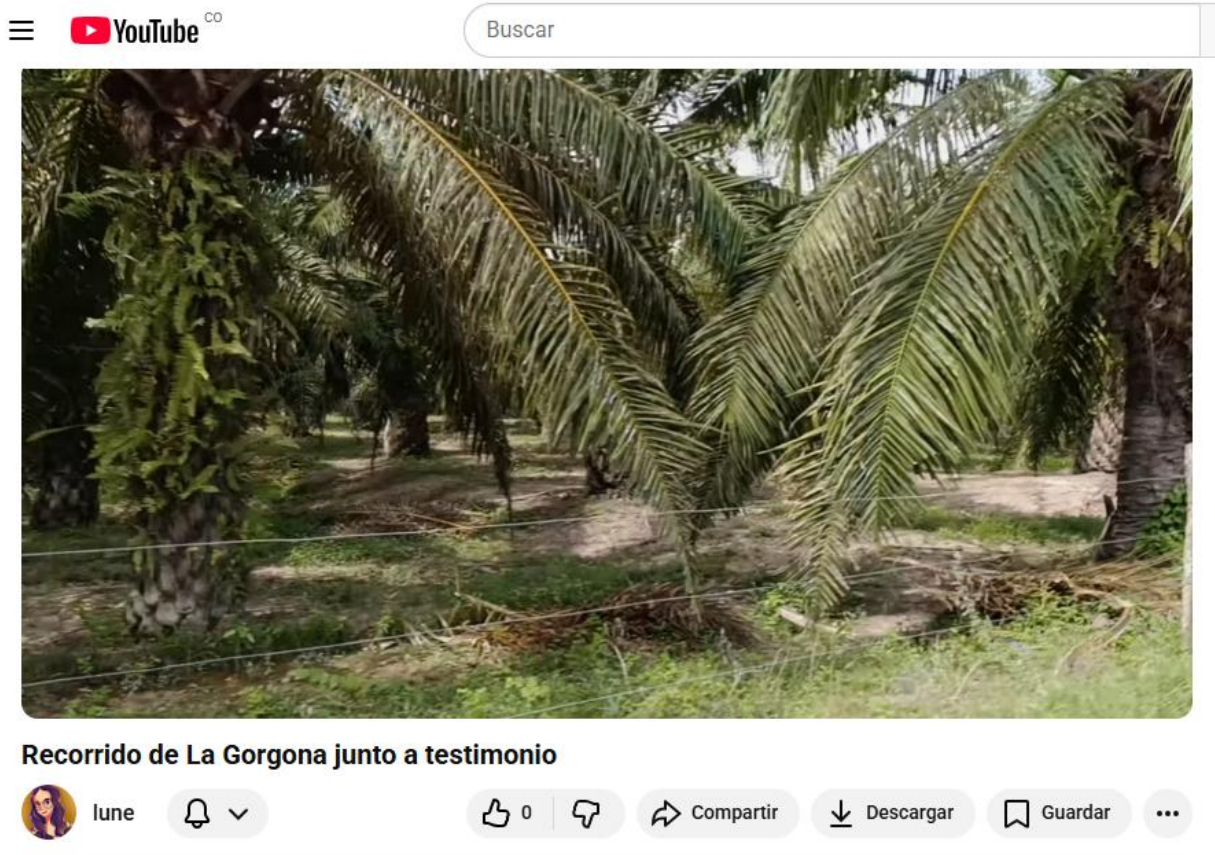 YouTube CO
Buscar
Recorrido de La Gorgona junto a testimonio
lune
0
Compartir
Descargar
Guardar